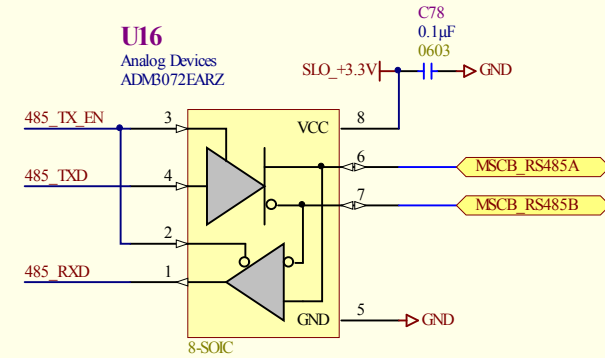 C78
0.1µF
0603
U16
Analog Devices
ADM3072EARZ
SLO_+3.3V
GND
485_TX_EN
3
VCC
8
6
MSCB_RS485A
485_TXD
4
7
MSCB_RS485B
2
485_RXD
1
GND
5
GND
8-SOIC